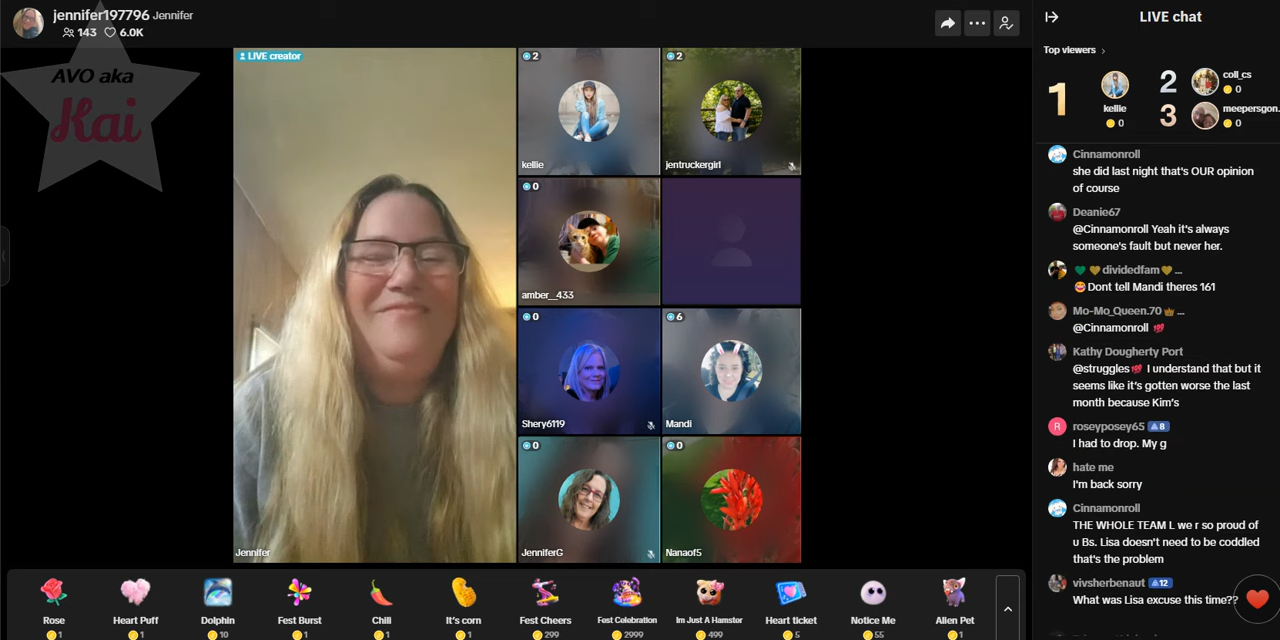 jennifer197796 Jennifer
143 6.0K
AVO aka
Kai
LIVE creator
Jennifer
2
kellie
2
jentruckergirl
0
amber__433
0
Shery6119
6
Mandi
0
JenniferG
0
Nanaof5
Rose
1
Heart Puff
1
Dolphin
10
Fest Burst
1
Chili
1
It's corn
1
Fest Cheers
299
Fest Celebration
2999
Im Just A Hamster
499
Heart ticket
5
Notice Me
55
Alien Pet
1
LIVE chat
Top viewers
1
kellie
0
2
coll_cs
0
3
meepersgon.
0
Cinnamonroll
she did last night that's OUR opinion
of course
Deanie67
@Cinnamonroll Yeah it's always
someone's fault but never her.
💚💛dividedfam💛...
😂Dont tell Mandi theres 161
Mo-Mo_Queen.70👑...
@Cinnamonroll 💯
Kathy Dougherty Port
@struggles💯 I understand that but it
seems like it's gotten worse the last
month because Kim's
R
roseyposey65 8
I had to drop. My g
hate me
I'm back sorry
Cinnamonroll
THE WHOLE TEAM L we r so proud of
u Bs. Lisa doesn't need to be coddled
that's the problem
vivsherbenaut 12
What was Lisa excuse this time??